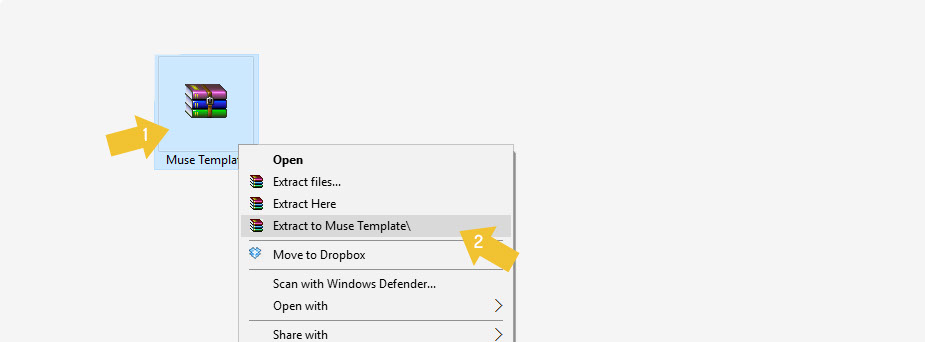 1
Muse Templat
Open
Extract files...
Extract Here
Extract to Muse Template\
2
Move to Dropbox
Scan with Windows Defender...
Open with
Share with